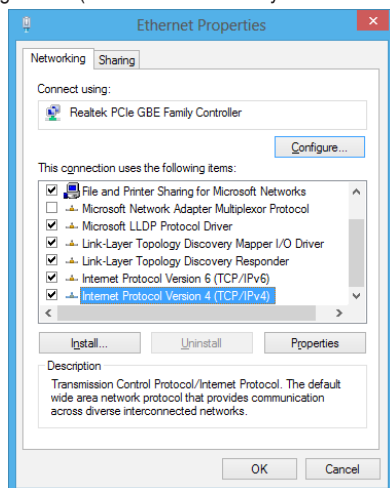 Ethernet Properties
Networking
Sharing
Connect using:
Realtek PCIe GBE Family Controller
Configure...
This connection uses the following items:
File and Printer Sharing for Microsoft Networks
Microsoft Network Adapter Multiplexor Protocol
Microsoft LLDP Protocol Driver
Link-Layer Topology Discovery Mapper I/O Driver
Link-Layer Topology Discovery Responder
Internet Protocol Version 6 (TCP/IPv6)
Internet Protocol Version 4 (TCP/IPv4)
Install...
Uninstall
Properties
Description
Transmission Control Protocol/Internet Protocol. The default
wide area network protocol that provides communication
across diverse interconnected networks.
OK
Cancel